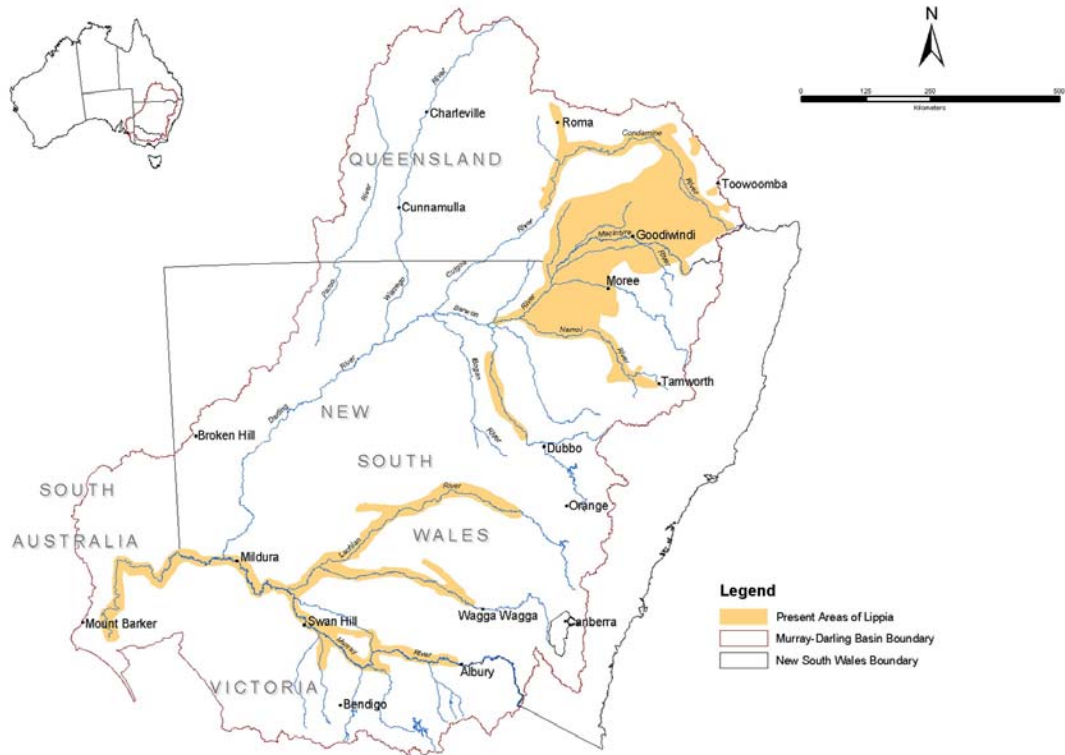 N
0
125
250
500
Kilometers
River
Charleville
Roma
Condamine
QUEENSLAND
River
River
Toowoomba
Cunnamulla
River
Macintyre
Goodiwindi
River
Culgoa
Paroo
Warrego
Moree
River
Barwon
Namoi
River
River
Bogan
Tamworth
Darling
NEW
Broken Hill
River
Dubbo
SOUTH
SOUTH
River
Orange
AUSTRALIA
WALES
Lachlan
Mildura
Wagga Wagga
Canberra
Mount Barker
Swan Hill
Murray
River
Albury
VICTORIA
Bendigo
Legend
Present Areas of Lippia
Murray-Darling Basin Boundary
New South Wales Boundary